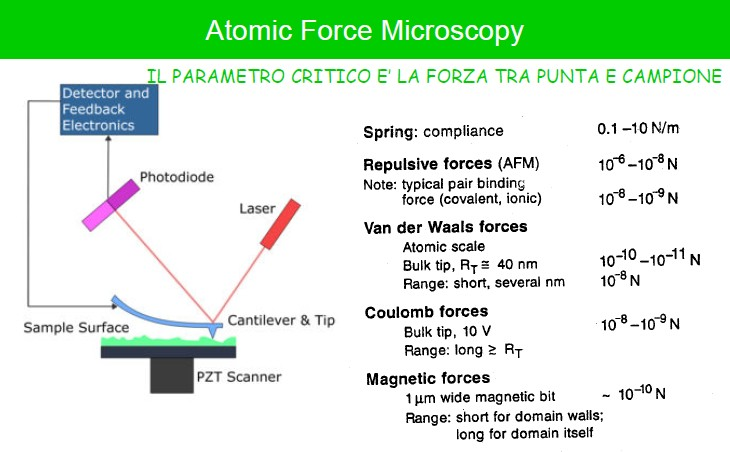 Atomic Force Microscopy
IL PARAMETRO CRITICO E' LA FORZA TRA PUNTA E CAMPIONE
Detector and
Feedback
Electronics
Photodiode
Laser
Cantilever & Tip
Sample Surface
PZT Scanner
Spring: compliance 0.1–10 N/m
Repulsive forces (AFM) 10⁻⁶–10⁻⁸ N
Note: typical pair binding
force (covalent, ionic) 10⁻⁸–10⁻⁹ N
Van der Waals forces
Atomic scale 10⁻¹⁰–10⁻¹¹ N
Bulk tip, R_T ≅ 40 nm 10⁻⁸ N
Range: short, several nm
Coulomb forces
Bulk tip, 10 V 10⁻⁸–10⁻⁹ N
Range: long ≥ R_T
Magnetic forces
1 µm wide magnetic bit ~ 10⁻¹⁰ N
Range: short for domain walls;
long for domain itself